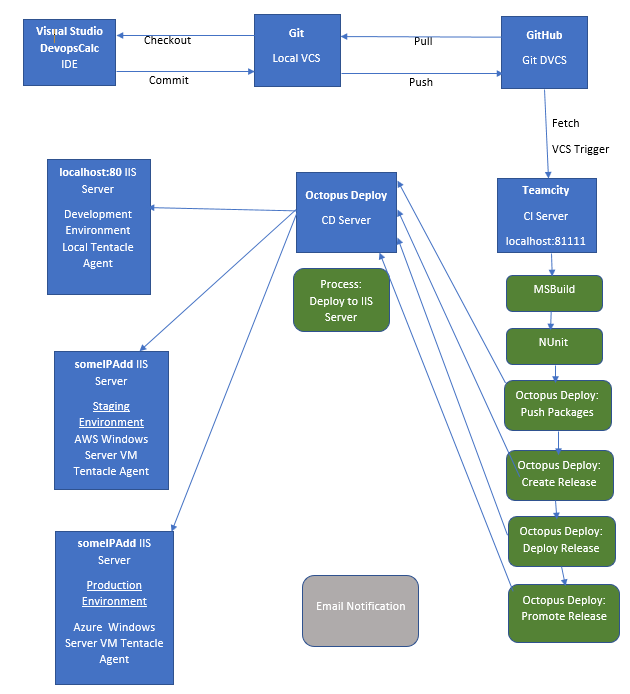 Visual Studio
DevopsCalc
IDE
Checkout
Commit
Git
Local VCS
Pull
Push
GitHub
Git DVCS
Fetch
VCS Trigger
localhost:80 IIS
Server
Development
Environment
Local Tentacle
Agent
Octopus Deploy
CD Server
Teamcity
CI Server
localhost:81111
Process:
Deploy to IIS
Server
MSBuild
NUnit
someIPAdd IIS
Server
Staging
Environment
AWS Windows
Server VM
Tentacle Agent
Octopus Deploy:
Push Packages
Octopus Deploy:
Create Release
Octopus Deploy:
Deploy Release
Octopus Deploy:
Promote Release
someIPAdd IIS
Server
Production
Environment
Azure  Windows
Server VM Tentacle
Agent
Email Notification